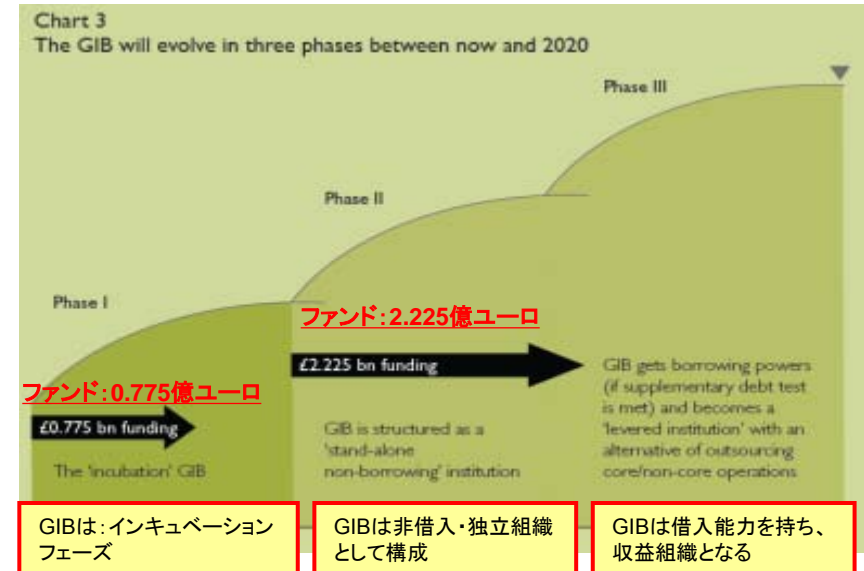 Chart 3
The GIB will evolve in three phases between now and 2020
Phase III
Phase II
Phase I
ファンド:2.225億ユーロ
£2.225 bn funding
ファンド:0.775億ユーロ
£0.775 bn funding
The 'incubation' GIB
GIB is structured as a
'stand-alone
non-borrowing' institution
GIB gets borrowing powers
(if supplementary debt test
is met) and becomes a
'levered institution' with an
alternative of outsourcing
core/non-core operations
GIBは:インキュベーション
フェーズ
GIBは非借入・独立組織
として構成
GIBは借入能力を持ち、
収益組織となる